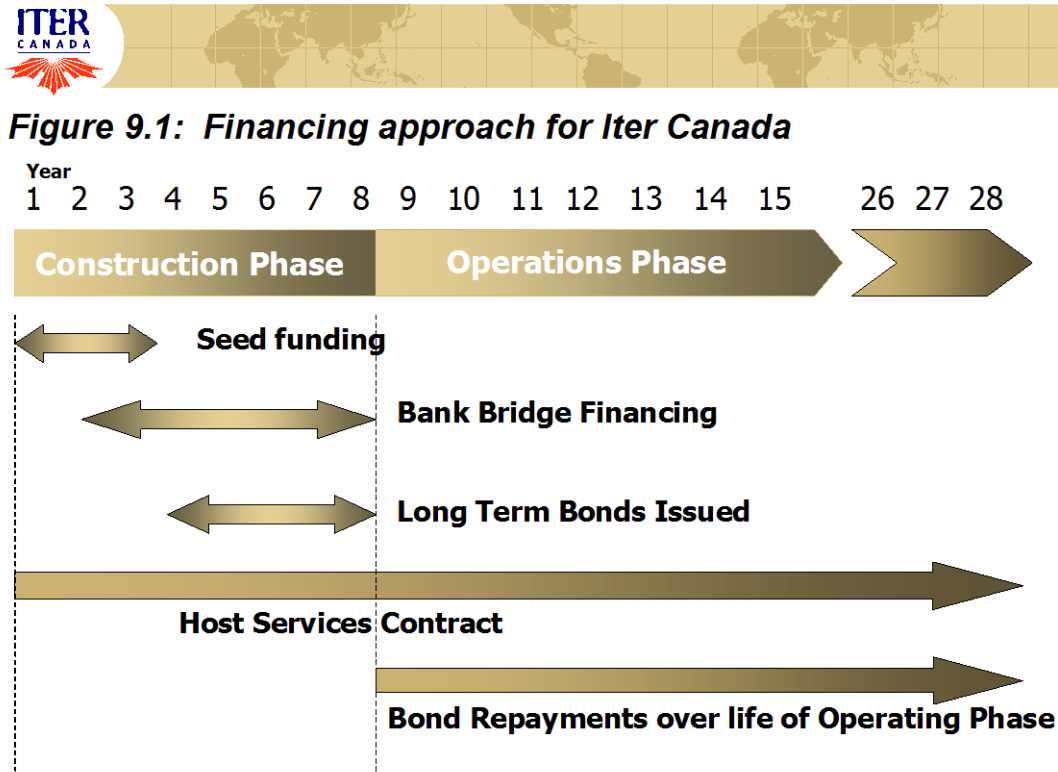 ITER
CANADA
Figure 9.1: Financing approach for Iter Canada
Year
1 2 3 4 5 6 7 8 9 10 11 12 13 14 15 26 27 28
Construction Phase Operations Phase
Seed funding
Bank Bridge Financing
Long Term Bonds Issued
Host Services Contract
Bond Repayments over life of Operating Phase